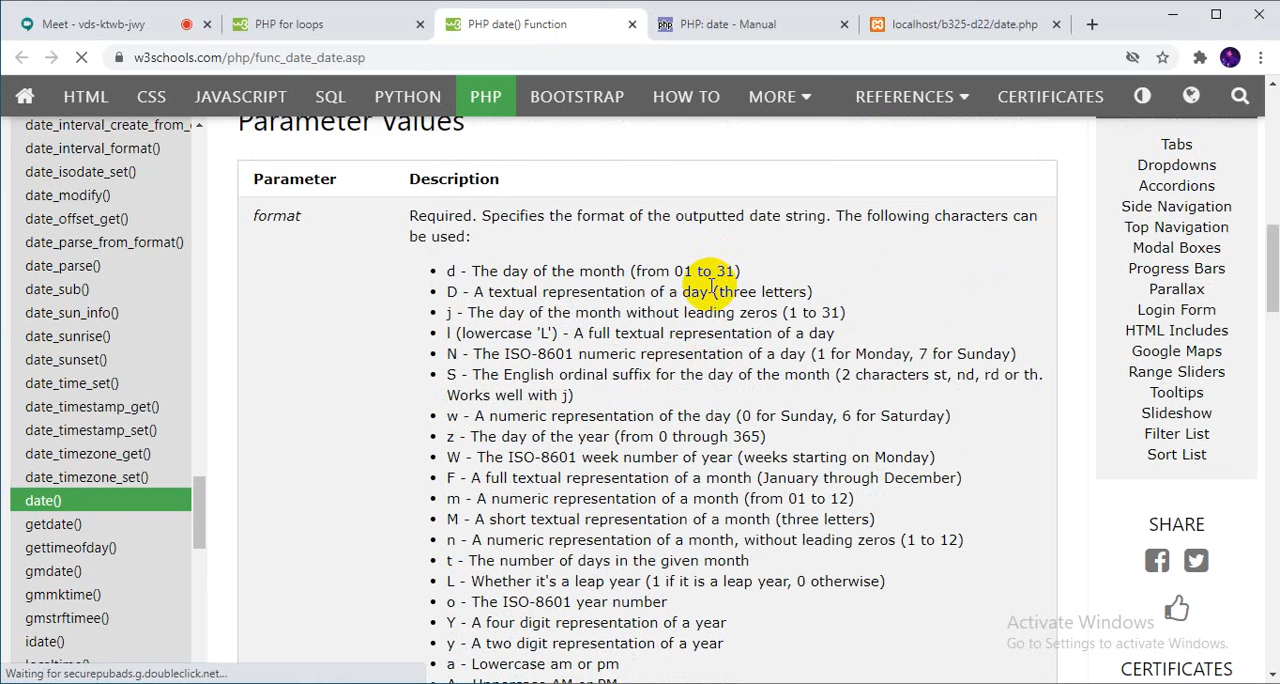 Meet - vds-ktwb-jwy
PHP for loops
PHP date() Function
php
PHP: date - Manual
localhost/b325-d22/date.php
w3schools.com/php/func_date_date.asp
HTML CSS JAVASCRIPT SQL PYTHON PHP BOOTSTRAP HOW TO MORE REFERENCES CERTIFICATES
date_interval_create_from_
date_interval_format()
date_isodate_set()
date_modify()
date_offset_get()
date_parse_from_format()
date_parse()
date_sub()
date_sun_info()
date_sunrise()
date_sunset()
date_time_set()
date_timestamp_get()
date_timestamp_set()
date_timezone_get()
date_timezone_set()
date()
getdate()
gettimeofday()
gmdate()
gmmktime()
gmstrftimee()
idate()
Waiting for securepubads.g.doubleclick.net...
Parameter Values
Parameter Description
format Required. Specifies the format of the outputted date string. The following characters can
be used:
• d - The day of the month (from 01 to 31)
• D - A textual representation of a day (three letters)
• j - The day of the month without leading zeros (1 to 31)
• l (lowercase 'L') - A full textual representation of a day
• N - The ISO-8601 numeric representation of a day (1 for Monday, 7 for Sunday)
• S - The English ordinal suffix for the day of the month (2 characters st, nd, rd or th.
Works well with j)
• w - A numeric representation of the day (0 for Sunday, 6 for Saturday)
• z - The day of the year (from 0 through 365)
• W - The ISO-8601 week number of year (weeks starting on Monday)
• F - A full textual representation of a month (January through December)
• m - A numeric representation of a month (from 01 to 12)
• M - A short textual representation of a month (three letters)
• n - A numeric representation of a month, without leading zeros (1 to 12)
• t - The number of days in the given month
• L - Whether it's a leap year (1 if it is a leap year, 0 otherwise)
• o - The ISO-8601 year number
• Y - A four digit representation of a year
• y - A two digit representation of a year
• a - Lowercase am or pm
• A - Uppercase AM or PM
Tabs
Dropdowns
Accordions
Side Navigation
Top Navigation
Modal Boxes
Progress Bars
Parallax
Login Form
HTML Includes
Google Maps
Range Sliders
Tooltips
Slideshow
Filter List
Sort List
SHARE
Activate Windows
Go to Settings to activate Windows.
CERTIFICATES